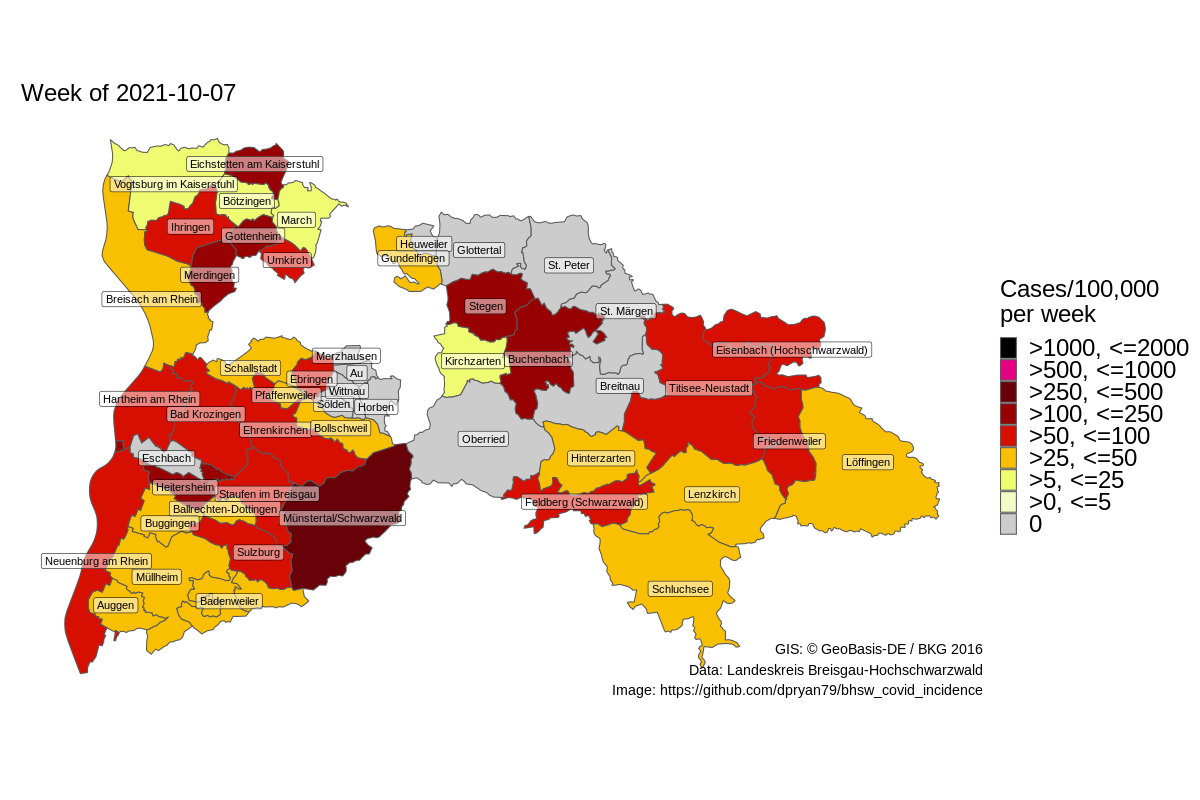 Week of 2021-10-07
Eichstetten am Kaiserstuhl
Vogtsburg im Kaiserstuhl
Bötzingen
March
Ihringen
Gottenheim
Umkirch
Merdingen
Breisach am Rhein
Heuweiler
Glottertal
Gundelfingen
St. Peter
Stegen
St. Märgen
Kirchzarten
Buchenbach
Eisenbach (Hochschwarzwald)
Breitnau
Titisee-Neustadt
Merzhausen
Schallstadt
Au
Ebringen
Pfaffenweiler
Wittnau
Sölden
Horben
Hartheim am Rhein
Bad Krozingen
Ehrenkirchen
Bollschweil
Oberried
Friedenweiler
Eschbach
Hinterzarten
Löffingen
Heitersheim
Staufen im Breisgau
Lenzkirch
Feldberg (Schwarzwald)
Ballrechten-Dottingen
Münstertal/Schwarzwald
Buggingen
Sulzburg
Neuenburg am Rhein
Müllheim
Schluchsee
Auggen
Badenweiler
Cases/100,000
per week
>1000, <=2000
>500, <=1000
>250, <=500
>100, <=250
>50, <=100
>25, <=50
>5, <=25
>0, <=5
0
GIS: © GeoBasis-DE / BKG 2016
Data: Landeskreis Breisgau-Hochschwarzwald
Image: https://github.com/dpryan79/bhsw_covid_incidence